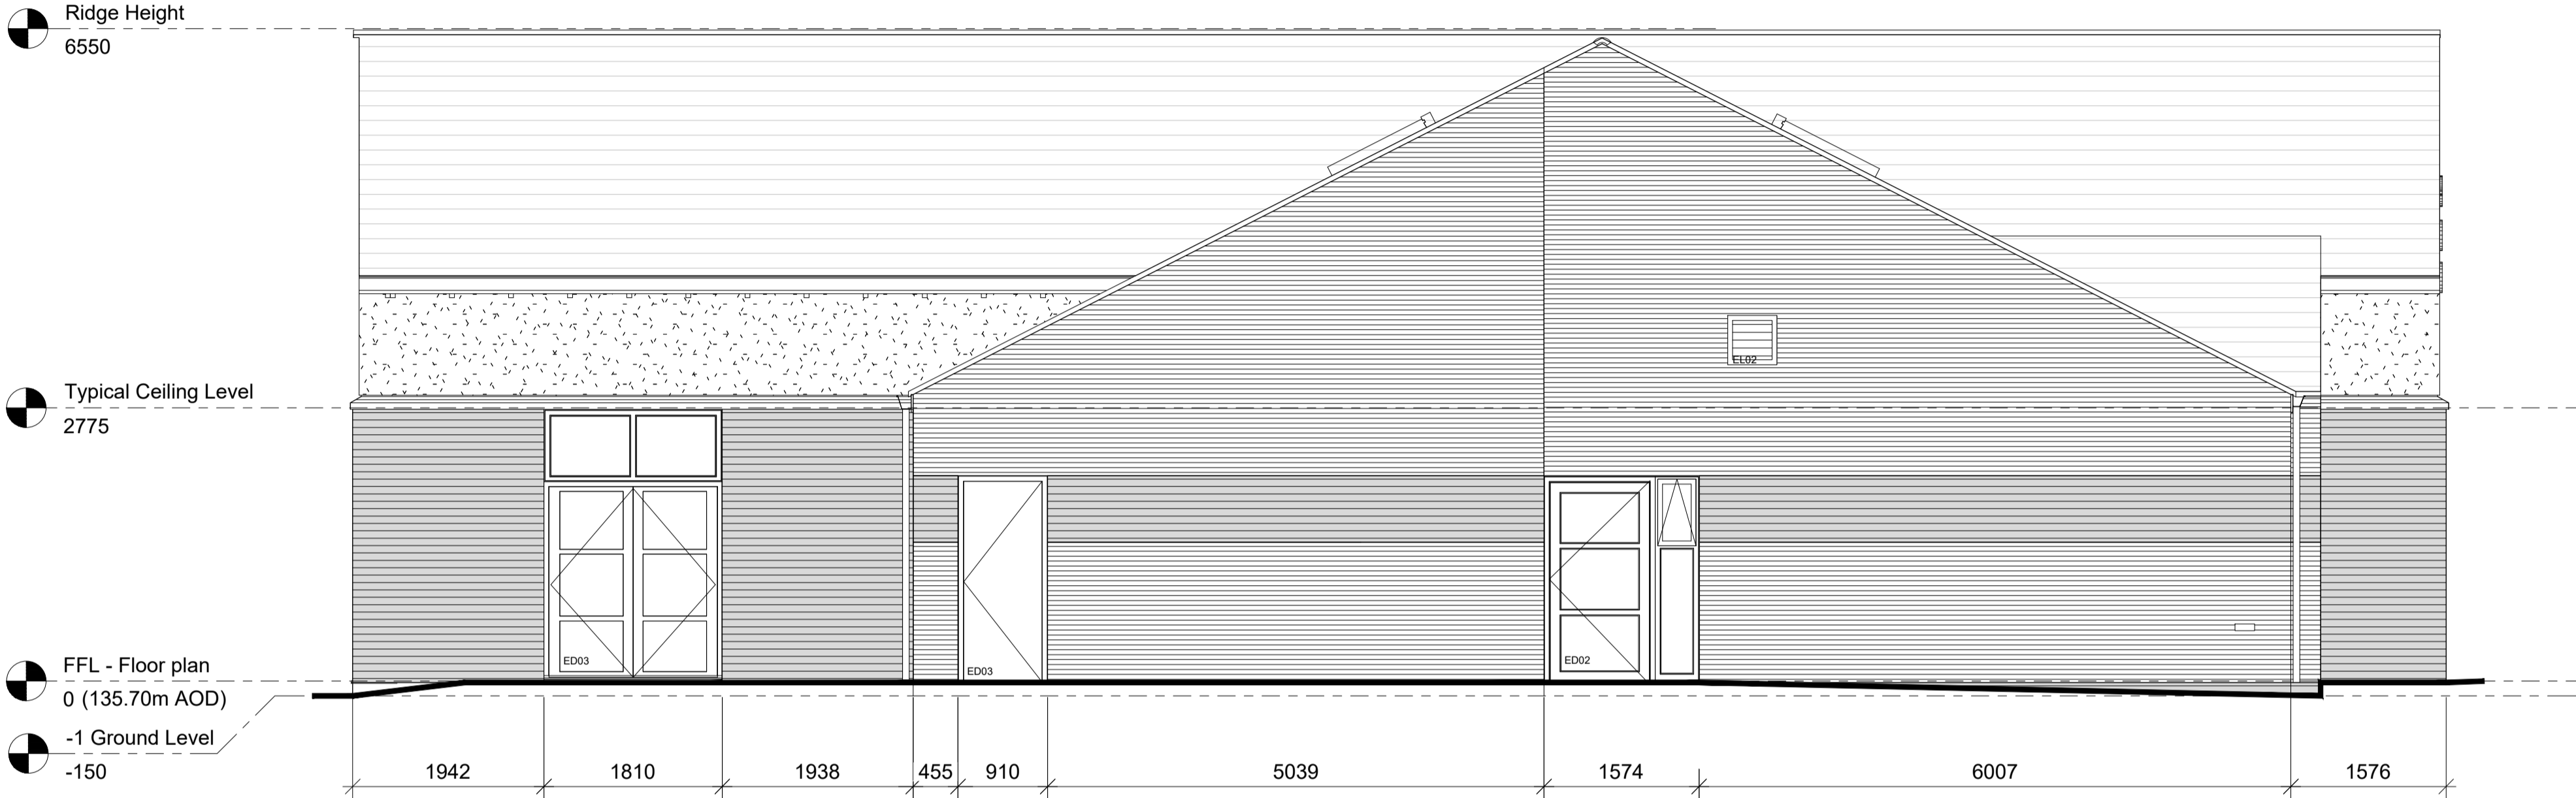 Ridge Height
6550
EL02
Typical Ceiling Level
2775
ED03
ED03
ED02
FFL - Floor plan
0 (135.70m AOD)
-1 Ground Level
-150
1942 1810 1938 455 910 5039 1574 6007 1576